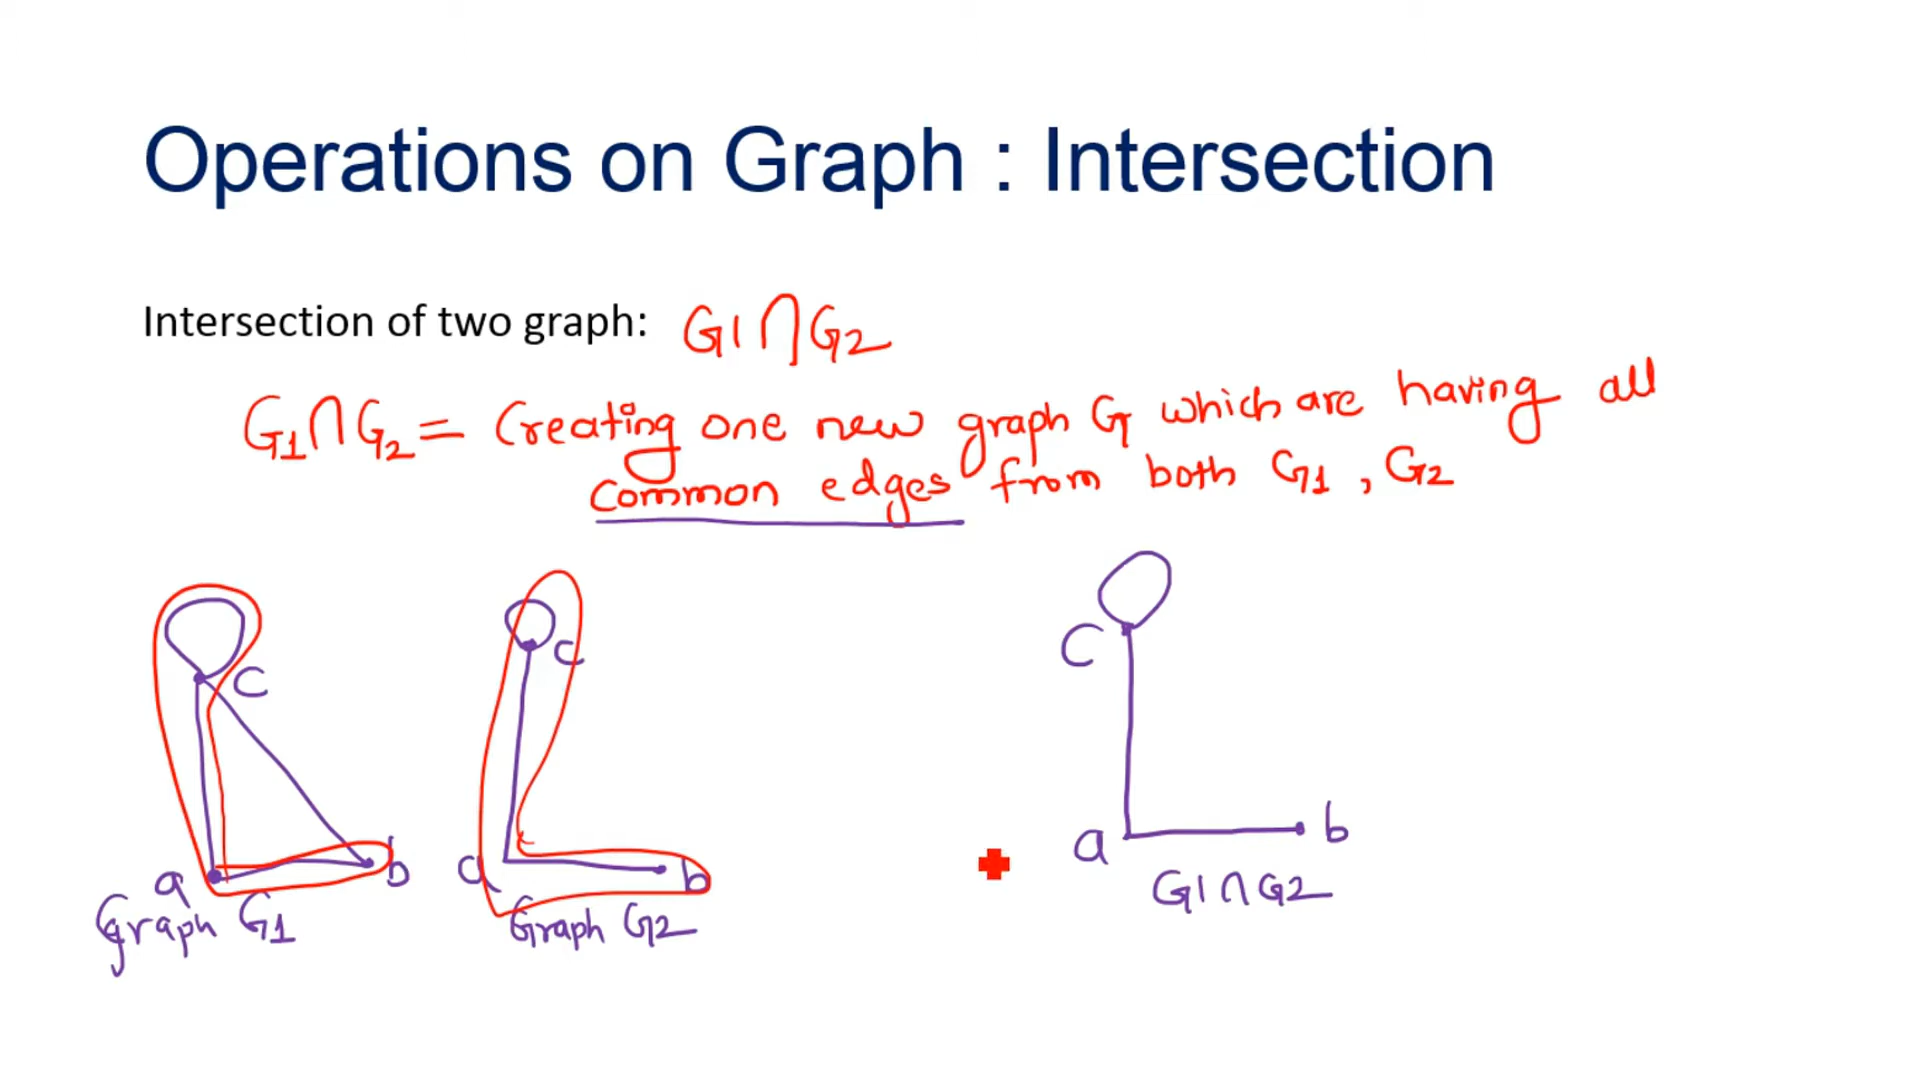 Operations on Graph : Intersection
Intersection of two graph: G1∩G2
G1∩G2 = Creating one new graph G which are having all
common edges from both G1, G2
c
a b
Graph G1
c
a b
Graph G2
c
a b
G1∩G2